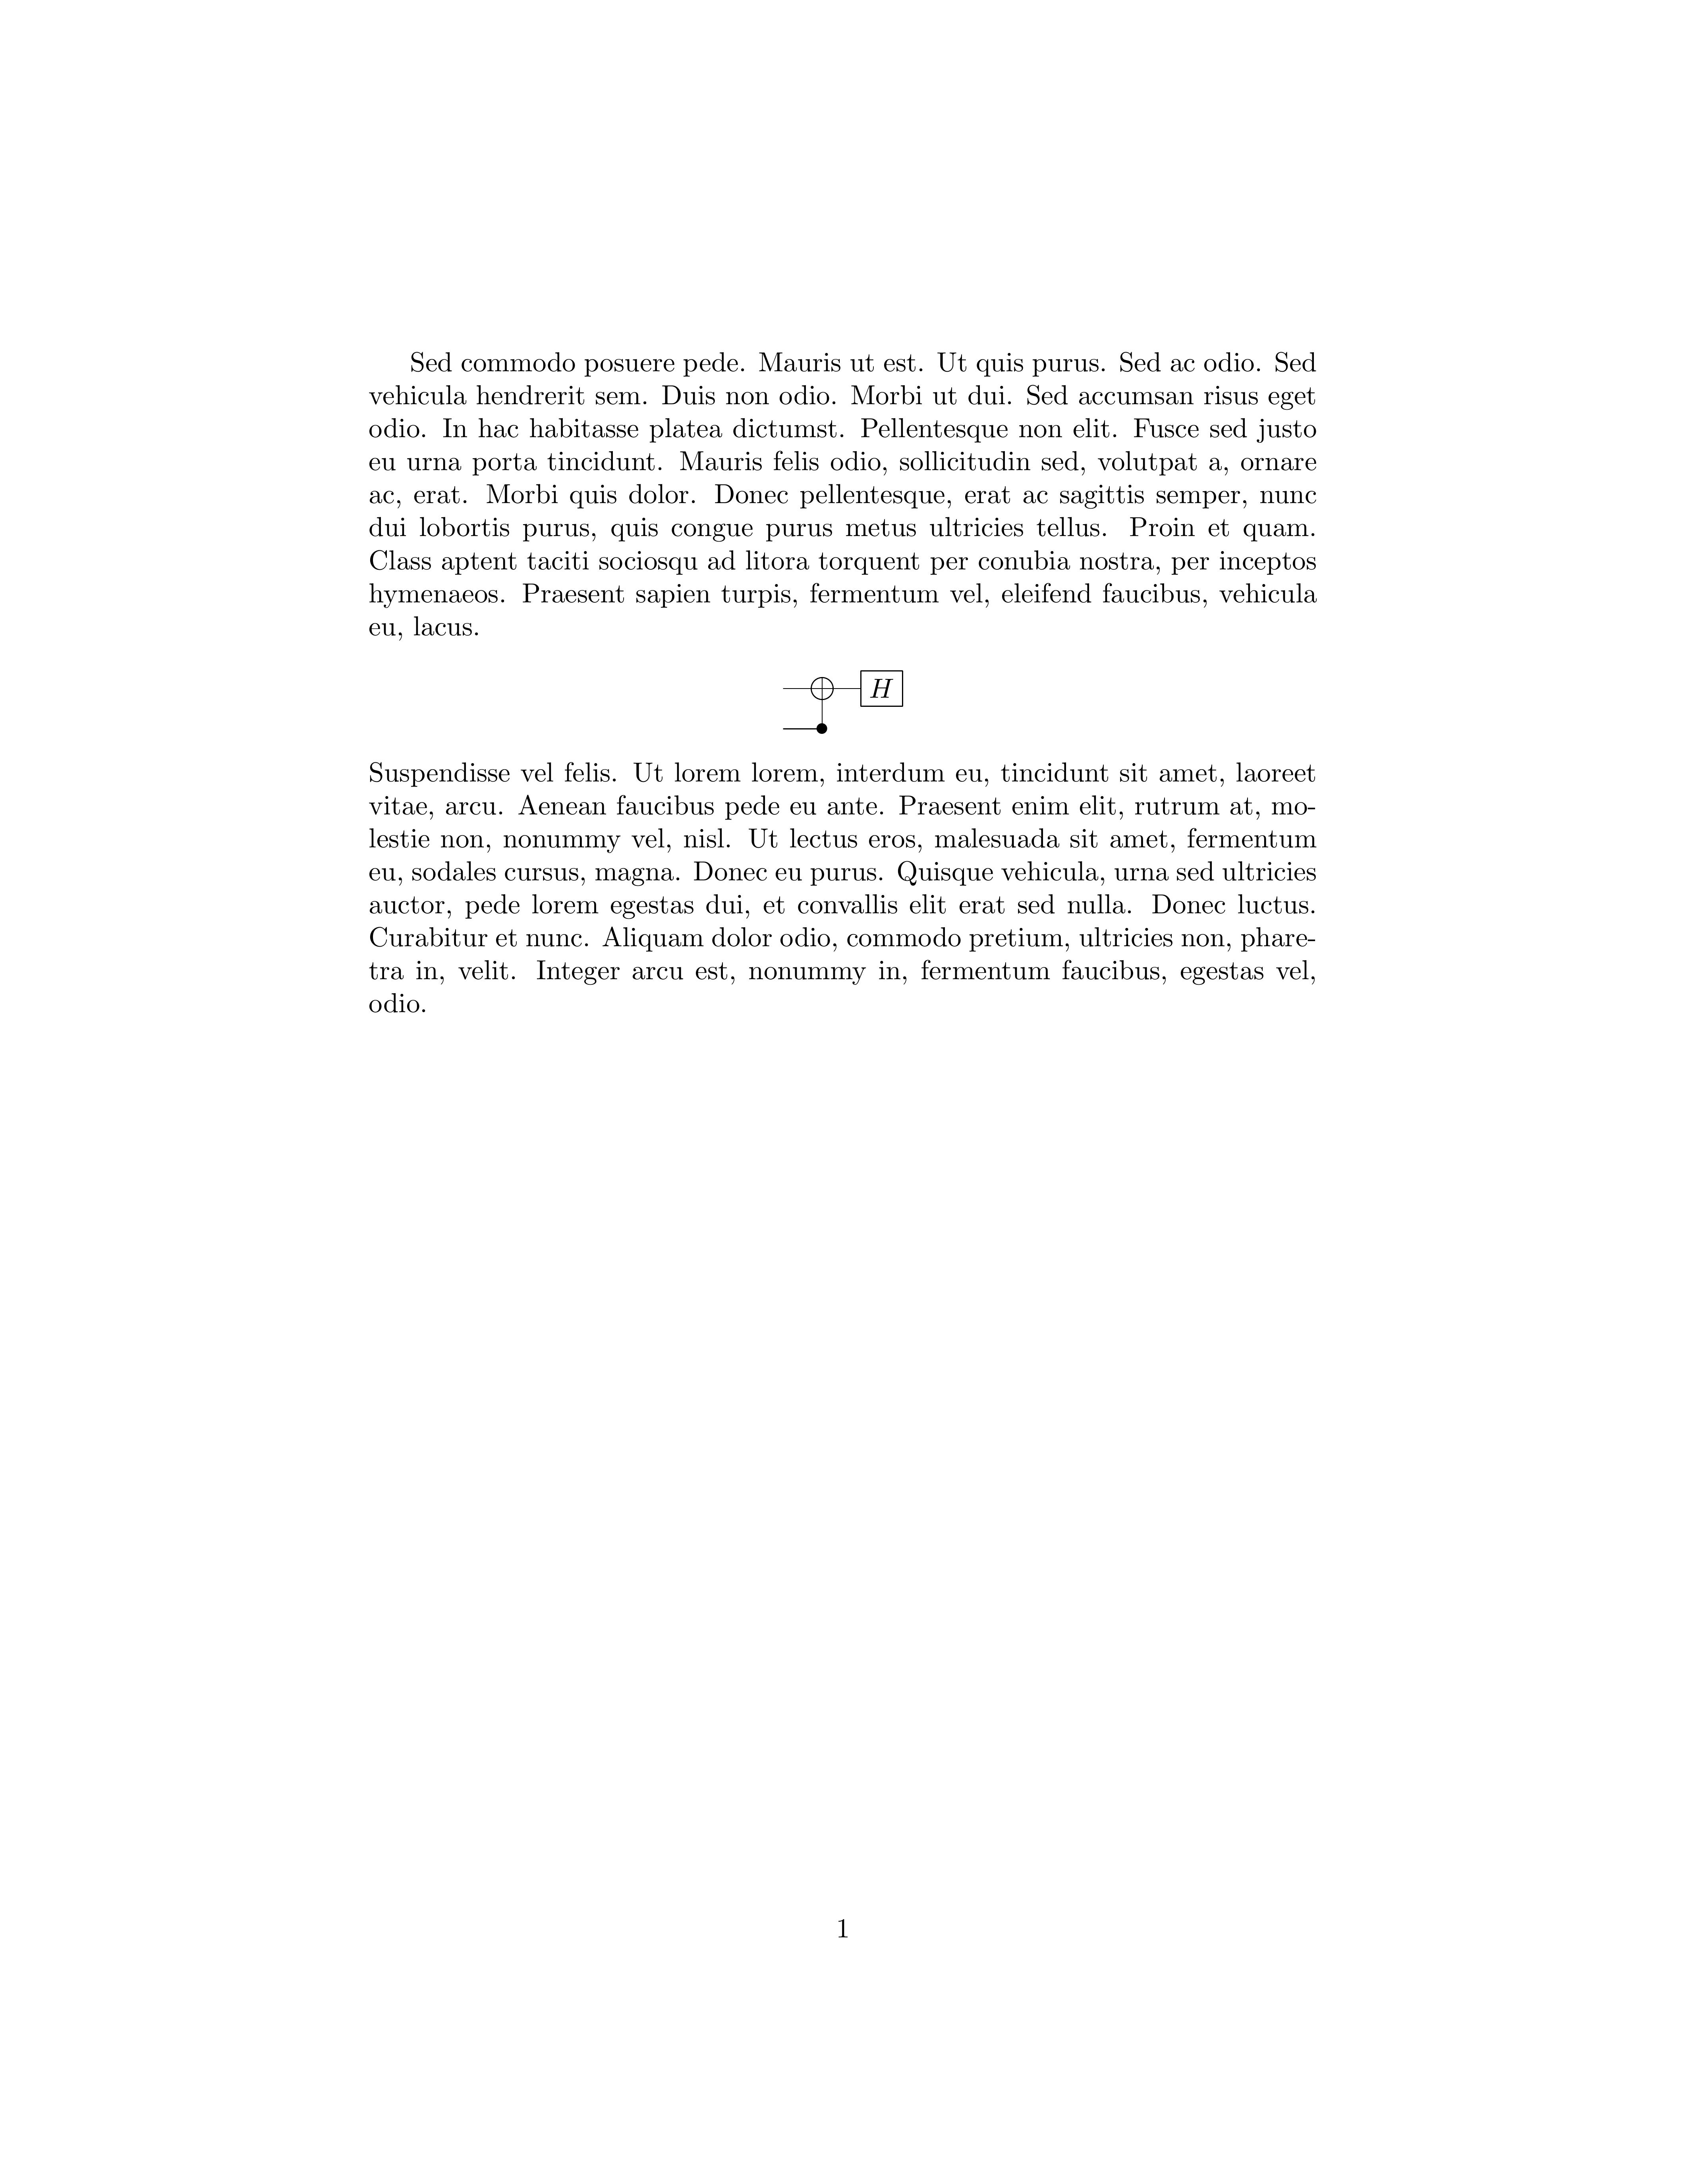 Sed commodo posuere pede. Mauris ut est. Ut quis purus. Sed ac odio. Sed
vehicula hendrerit sem. Duis non odio. Morbi ut dui. Sed accumsan risus eget
odio. In hac habitasse platea dictumst. Pellentesque non elit. Fusce sed justo
eu urna porta tincidunt. Mauris felis odio, sollicitudin sed, volutpat a, ornare
ac, erat. Morbi quis dolor. Donec pellentesque, erat ac sagittis semper, nunc
dui lobortis purus, quis congue purus metus ultricies tellus. Proin et quam.
Class aptent taciti sociosqu ad litora torquent per conubia nostra, per inceptos
hymenaeos. Praesent sapien turpis, fermentum vel, eleifend faucibus, vehicula
eu, lacus.
H
Suspendisse vel felis. Ut lorem lorem, interdum eu, tincidunt sit amet, laoreet
vitae, arcu. Aenean faucibus pede eu ante. Praesent enim elit, rutrum at, mo-
lestie non, nonummy vel, nisl. Ut lectus eros, malesuada sit amet, fermentum
eu, sodales cursus, magna. Donec eu purus. Quisque vehicula, urna sed ultricies
auctor, pede lorem egestas dui, et convallis elit erat sed nulla. Donec luctus.
Curabitur et nunc. Aliquam dolor odio, commodo pretium, ultricies non, phare-
tra in, velit. Integer arcu est, nonummy in, fermentum faucibus, egestas vel,
odio.
1